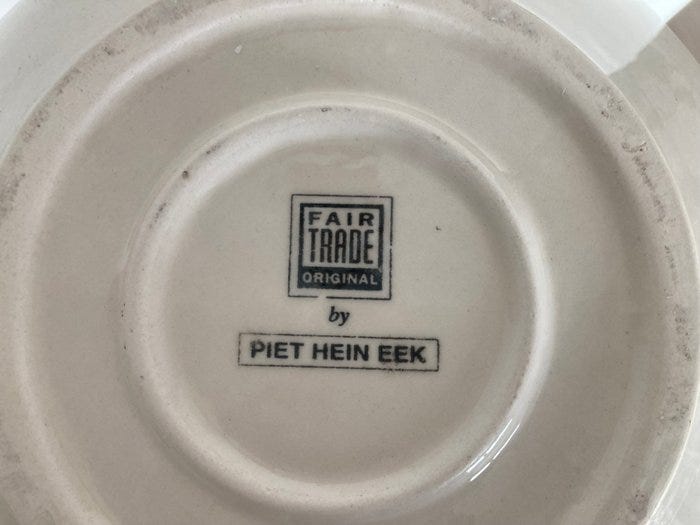 FAIR
TRADE
ORIGINAL
by
PIET HEIN EEK